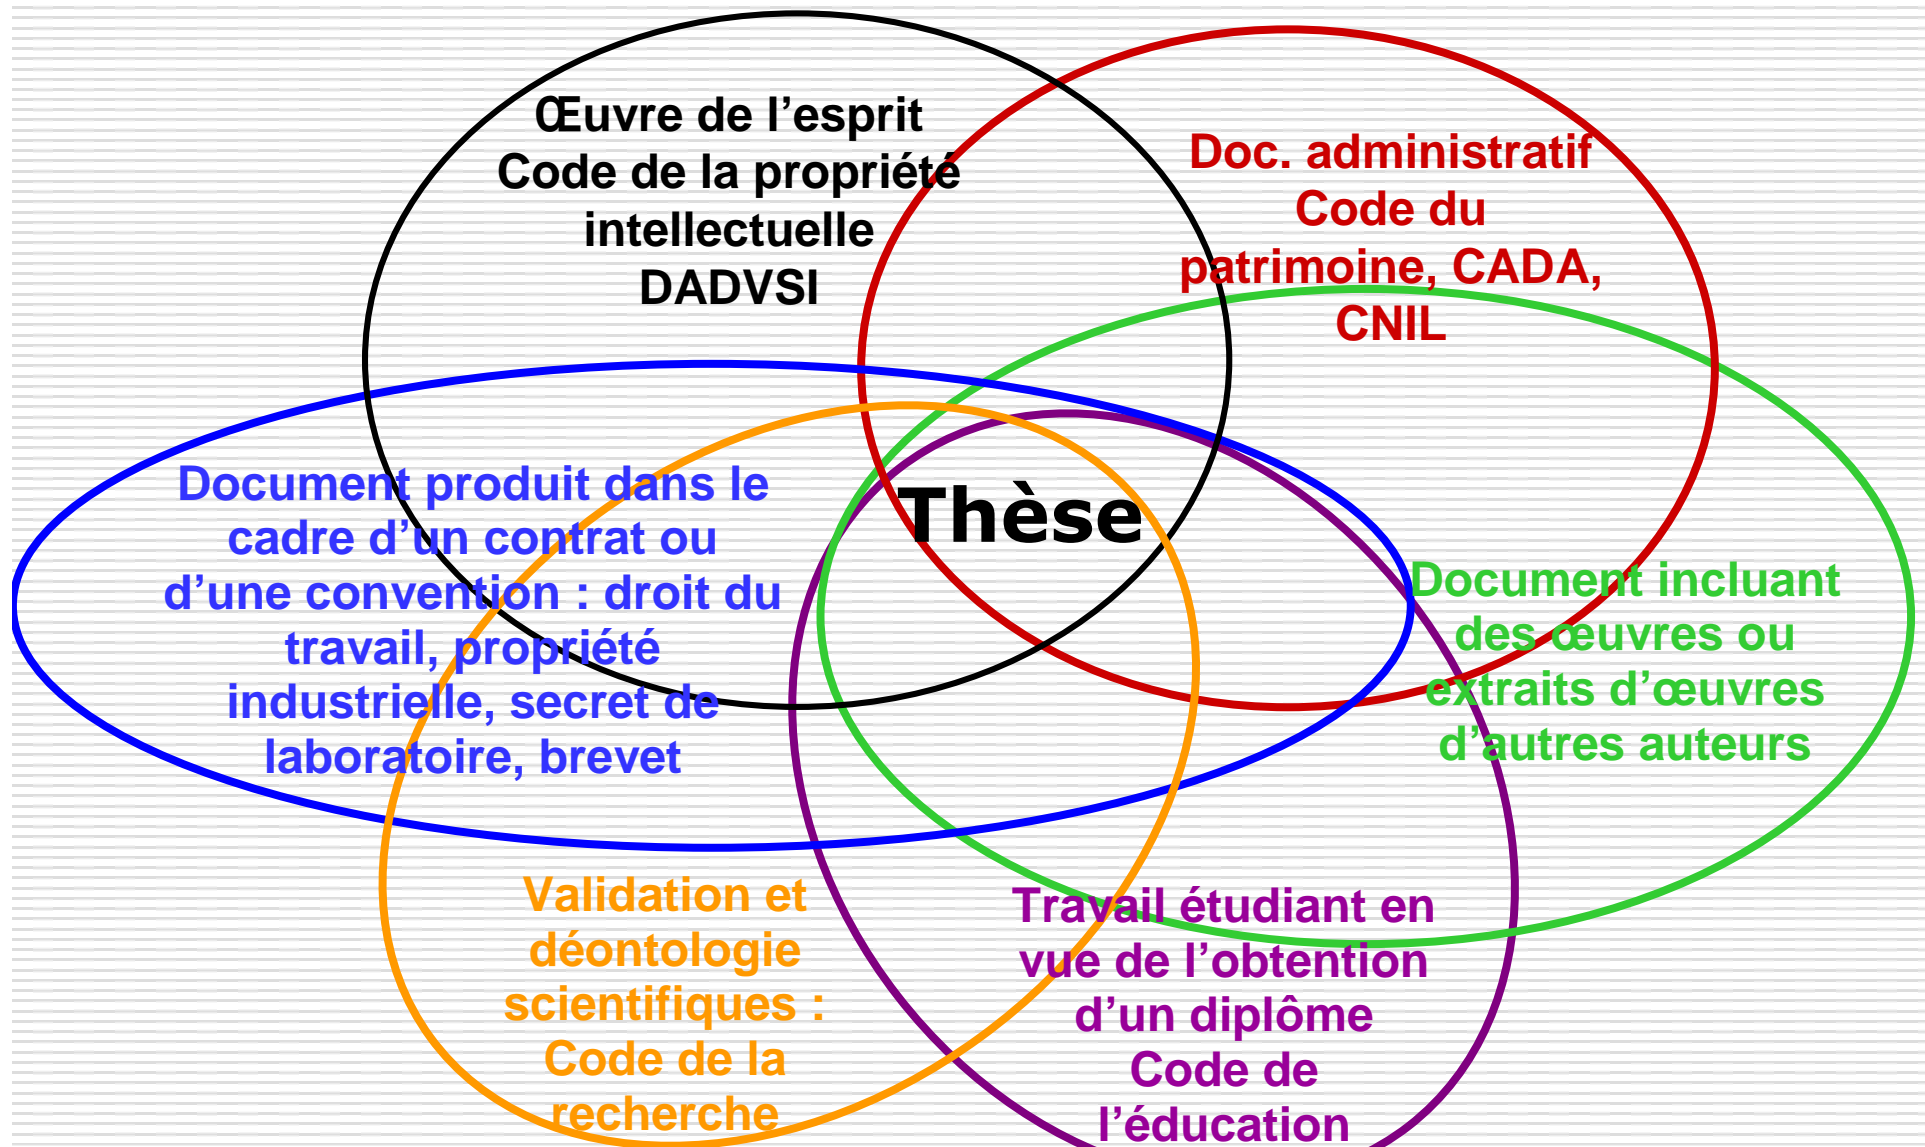 Œuvre de l’esprit
Code de la propriété
intellectuelle
DADVSI
Doc. administratif
Code du
patrimoine, CADA,
CNIL
Document produit dans le
cadre d’un contrat ou
d’une convention : droit du
travail, propriété
industrielle, secret de
laboratoire, brevet
Thèse
Document incluant
des œuvres ou
extraits d’œuvres
d’autres auteurs
Validation et
déontologie
scientifiques :
Code de la
recherche
Travail étudiant en
vue de l’obtention
d’un diplôme
Code de
l’éducation